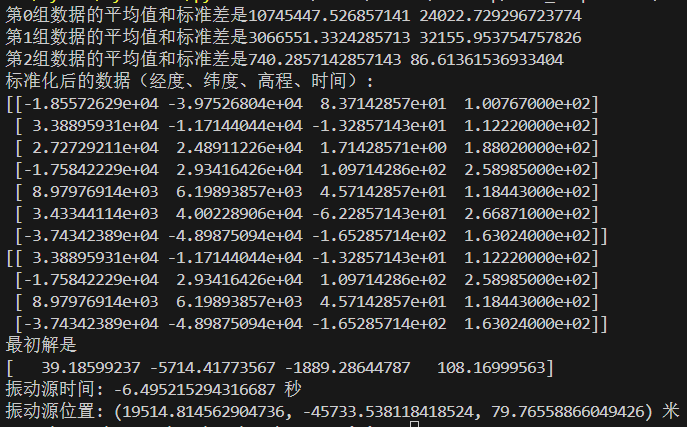 第0组数据的平均值和标准差是10745447.526857141 24022.729296723774
第1组数据的平均值和标准差是3066551.3324285713 32155.953754757826
第2组数据的平均值和标准差是740.2857142857143 86.61361536933404
标准化后的数据（经度、纬度、高程、时间）：
[[-1.85572629e+04 -3.97526804e+04  8.37142857e+01  1.00767000e+02]
 [ 3.38895931e+04 -1.17144044e+04 -1.32857143e+01  1.12220000e+02]
 [ 2.72729211e+04  2.48911226e+04  1.71428571e+00  1.88020000e+02]
 [-1.75842229e+04  2.93416426e+04  1.09714286e+02  2.58985000e+02]
 [ 8.97976914e+03  6.19893857e+03  4.57142857e+01  1.18443000e+02]
 [ 3.43344114e+03  4.00228906e+04 -6.22857143e+01  2.66871000e+02]
 [-3.74342389e+04 -4.89875094e+04 -1.65285714e+02  1.63024000e+02]]
[[ 3.38895931e+04 -1.17144044e+04 -1.32857143e+01  1.12220000e+02]
 [-1.75842229e+04  2.93416426e+04  1.09714286e+02  2.58985000e+02]
 [ 8.97976914e+03  6.19893857e+03  4.57142857e+01  1.18443000e+02]
 [-3.74342389e+04 -4.89875094e+04 -1.65285714e+02  1.63024000e+02]]
最初解是
[   39.18599237 -5714.41773567 -1889.28644787   108.16999563]
振动源时间: -6.495215294316687 秒
振动源位置: (19514.814562904736, -45733.538118418524, 79.76558866049426) 米